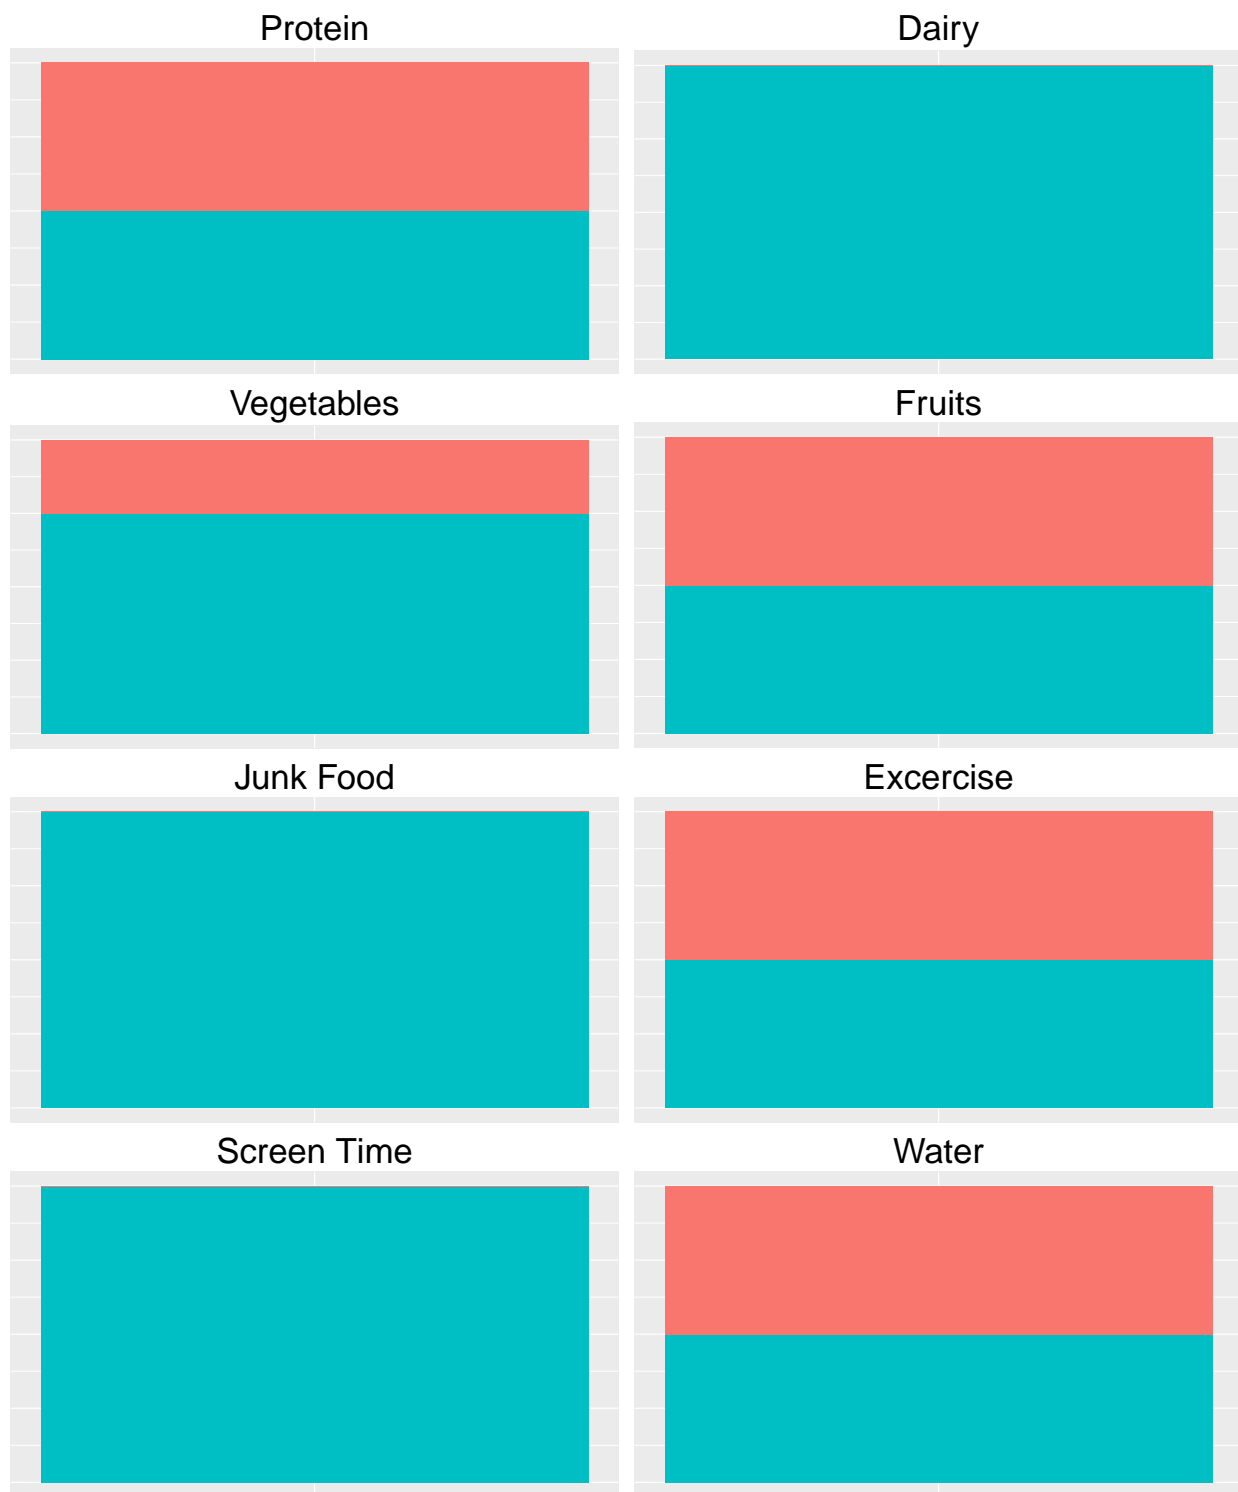 Protein
Dairy
Vegetables
Fruits
Junk Food
Excercise
Screen Time
Water